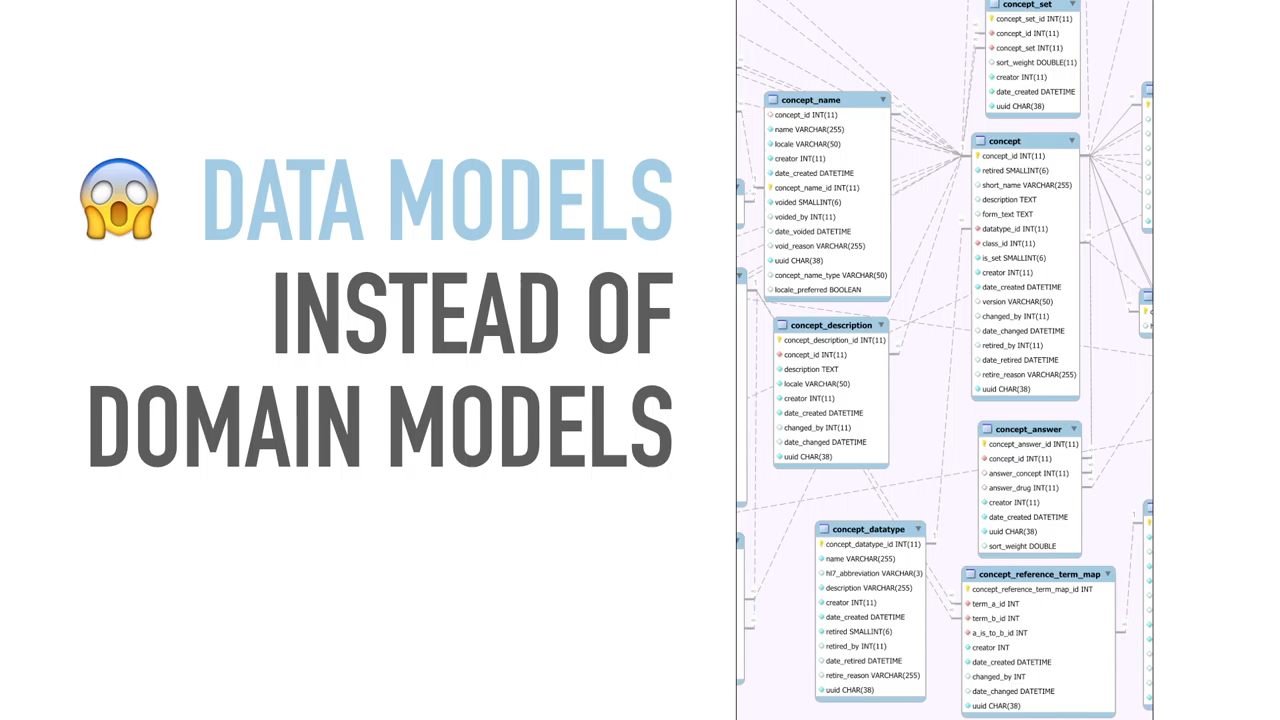 DATA MODELS
INSTEAD OF
DOMAIN MODELS
concept_set
concept_set_id INT(11)
concept_id INT(11)
concept_set INT(11)
sort_weight DOUBLE(11)
creator INT(11)
date_created DATETIME
uuid CHAR(38)
concept_name
concept_id INT(11)
name VARCHAR(255)
locale VARCHAR(50)
creator INT(11)
date_created DATETIME
concept_name_id INT(11)
voided SMALLINT(6)
voided_by INT(11)
date_voided DATETIME
void_reason VARCHAR(255)
uuid CHAR(38)
concept_name_type VARCHAR(50)
locale_preferred BOOLEAN
concept
concept_id INT(11)
retired SMALLINT(6)
short_name VARCHAR(255)
description TEXT
form_text TEXT
datatype_id INT(11)
class_id INT(11)
is_set SMALLINT(6)
creator INT(11)
date_created DATETIME
version VARCHAR(50)
changed_by INT(11)
date_changed DATETIME
retired_by INT(11)
date_retired DATETIME
retire_reason VARCHAR(255)
uuid CHAR(38)
concept_description
concept_description_id INT(11)
concept_id INT(11)
description TEXT
locale VARCHAR(50)
creator INT(11)
date_created DATETIME
changed_by INT(11)
date_changed DATETIME
uuid CHAR(38)
concept_answer
concept_answer_id INT(11)
concept_id INT(11)
answer_concept INT(11)
answer_drug INT(11)
creator INT(11)
date_created DATETIME
uuid CHAR(38)
sort_weight DOUBLE
concept_datatype
concept_datatype_id INT(11)
name VARCHAR(255)
hl7_abbreviation VARCHAR(3)
description VARCHAR(255)
creator INT(11)
date_created DATETIME
retired SMALLINT(6)
retired_by INT(11)
date_retired DATETIME
retire_reason VARCHAR(255)
uuid CHAR(38)
concept_reference_term_map
concept_reference_term_map_id INT
term_a_id INT
term_b_id INT
a_is_to_b_id INT
creator INT
date_created DATETIME
changed_by INT
date_changed DATETIME
uuid CHAR(38)